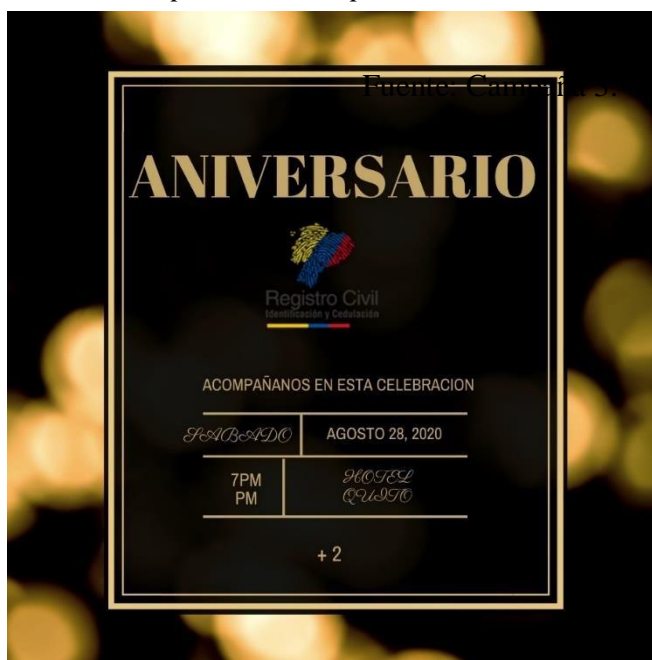 Fuente: Campaña 3.
ANIVERSARIO
Registro Civil
Identificación y Cedulación
ACOMPAÑANOS EN ESTA CELEBRACION
SABADO
AGOSTO 28, 2020
7PM
PM
HOTEL
QUITO
+ 2